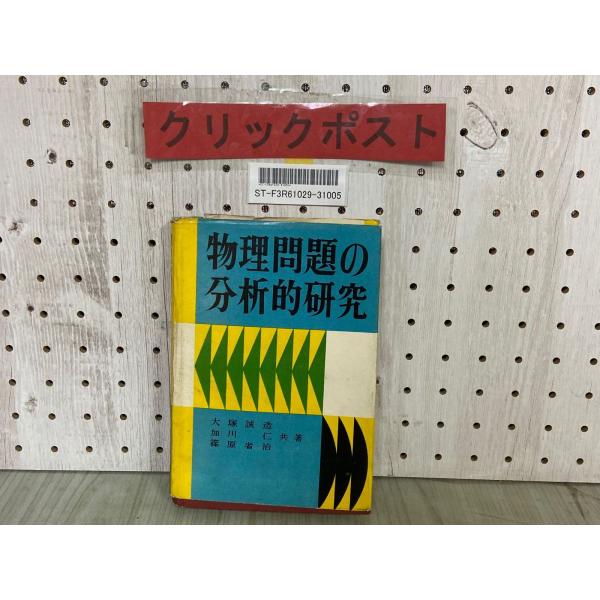 クリックポスト
ST-F3R61029-31005
物理問題の
分析的研究
大塚誠造
加川仁共著
篠原省治